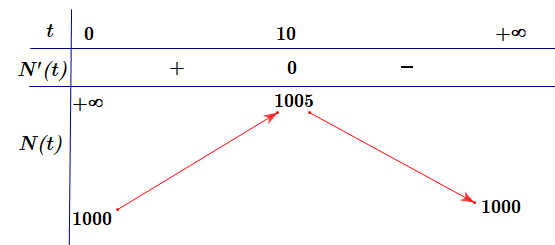 t 0 10 +∞
N'(t) + 0 −
+∞ 1005
N(t)
1000 1000